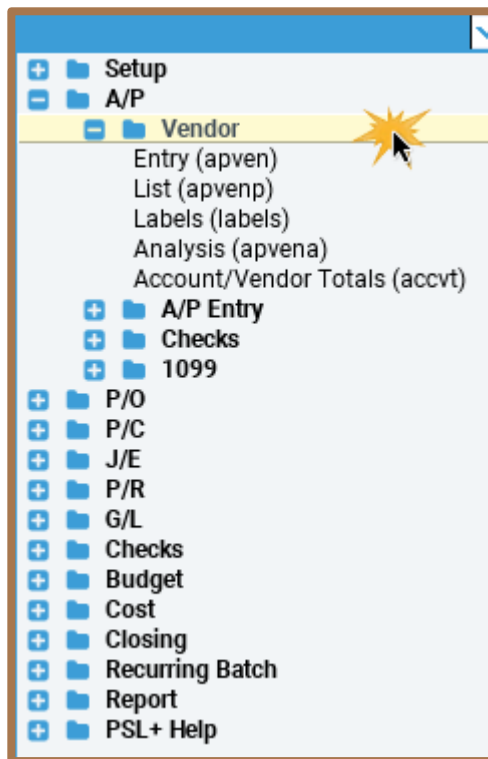 Setup
A/P
Vendor
Entry (apven)
List (apvenp)
Labels (labels)
Analysis (apvena)
Account/Vendor Totals (accvt)
A/P Entry
Checks
1099
P/O
P/C
J/E
P/R
G/L
Checks
Budget
Cost
Closing
Recurring Batch
Report
PSL+ Help